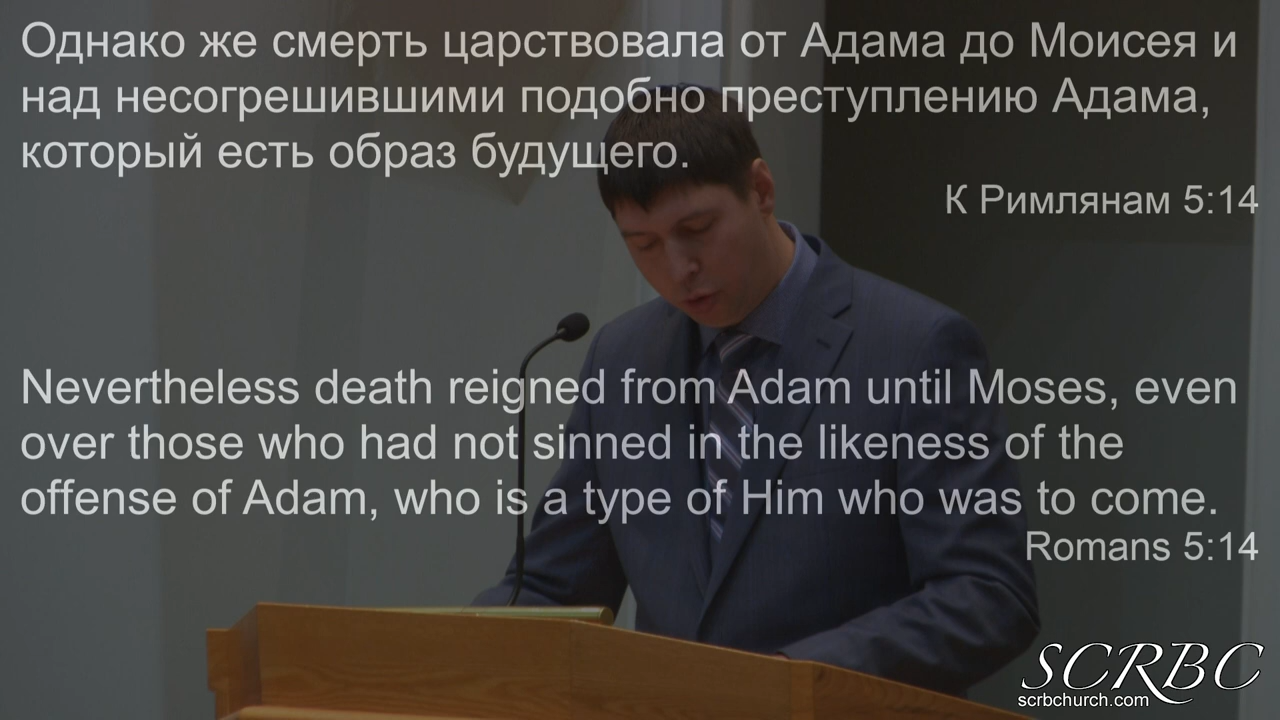 Однако же смерть царствовала от Адама до Моисея и
над несогрешившими подобно преступлению Адама,
который есть образ будущего.
К Римлянам 5:14
Nevertheless death reigned from Adam until Moses, even
over those who had not sinned in the likeness of the
offense of Adam, who is a type of Him who was to come.
Romans 5:14
SCRBC
scrbchurch.com